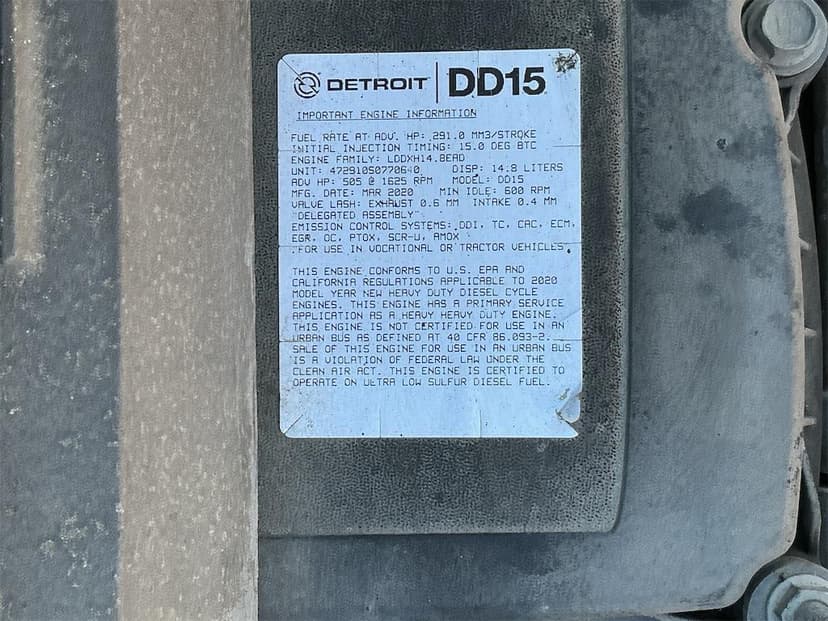 DETROIT DD15
IMPORTANT ENGINE INFORMATION
FUEL RATE AT ADV. HP: 291.0 MM3/STROKE
INITIAL INJECTION TIMING: 15.0 DEG BTC
ENGINE FAMILY: LDDXH14.8EAD
UNIT: 472910S0770640 DISP: 14.8 LITERS
ADV HP: 505 @ 1625 RPM MODEL: DD15
MFG. DATE: MAR 2020 MIN IDLE: 600 RPM
VALVE LASH: EXHAUST 0.6 MM INTAKE 0.4 MM
"DELEGATED ASSEMBLY"
EMISSION CONTROL SYSTEMS: DDI, TC, CAC, ECM,
EGR, OC, PTOX, SCR-U, AMOX
.FOR USE IN VOCATIONAL OR TRACTOR VEHICLES
THIS ENGINE CONFORMS TO U.S. EPA AND
CALIFORNIA REGULATIONS APPLICABLE TO 2020
MODEL YEAR NEW HEAVY DUTY DIESEL CYCLE
ENGINES. THIS ENGINE HAS A PRIMARY SERVICE
APPLICATION AS A HEAVY HEAVY DUTY ENGINE.
THIS ENGINE IS NOT CERTIFIED FOR USE IN AN
URBAN BUS AS DEFINED AT 40 CFR 86.093-2.
SALE OF THIS ENGINE FOR USE IN AN URBAN BUS
IS A VIOLATION OF FEDERAL LAW UNDER THE
CLEAN AIR ACT. THIS ENGINE IS CERTIFIED TO
OPERATE ON ULTRA LOW SULFUR DIESEL FUEL.